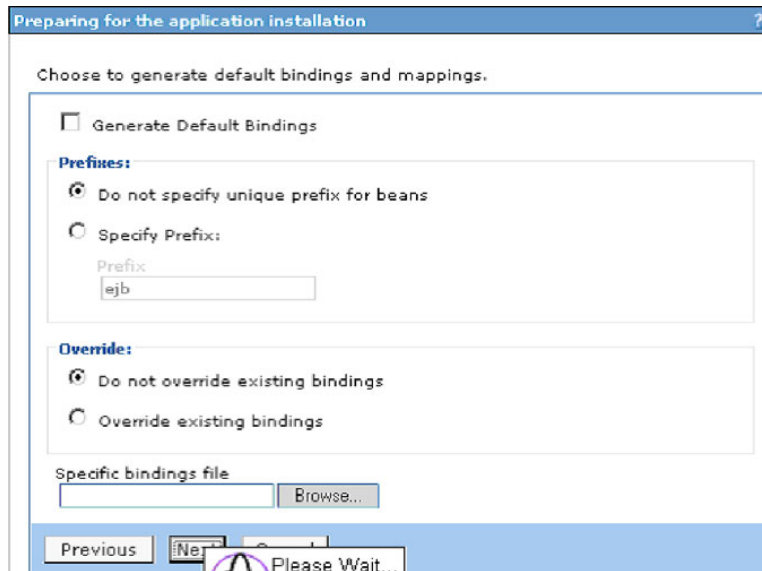 Preparing for the application installation ?
Choose to generate default bindings and mappings.
Generate Default Bindings
Prefixes:
Do not specify unique prefix for beans
Specify Prefix:
Prefix
ejb
Override:
Do not override existing bindings
Override existing bindings
Specific bindings file
Browse...
Previous
Please Wait...